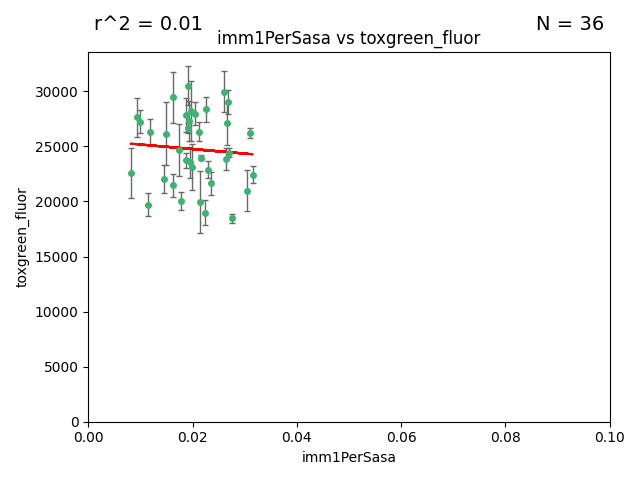 r^2 = 0.01
N = 36
imm1PerSasa vs toxgreen_fluor
30000
25000
20000
15000
10000
5000
0
toxgreen_fluor
0.00 0.02 0.04 0.06 0.08 0.10
imm1PerSasa